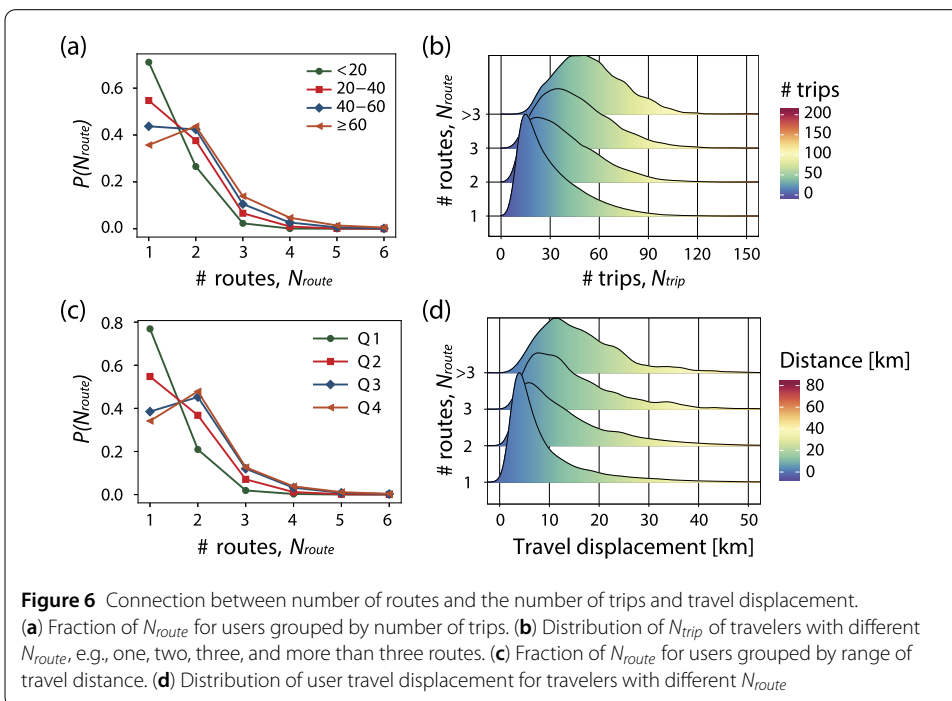 (a)
P(Nroute)
0.6
0.4
0.2
0.0
1 2 3 4 5 6
# routes, Nroute
<20
20–40
40–60
≥60
(b)
# routes, Nroute
>3
3
2
1
0 30 60 90 120 150
# trips, Ntrip
# trips
200
150
100
50
0
(c)
P(Nroute)
0.8
0.6
0.4
0.2
0.0
1 2 3 4 5 6
# routes, Nroute
Q1
Q2
Q3
Q4
(d)
# routes, Nroute
>3
3
2
1
0 10 20 30 40 50
Travel displacement [km]
Distance [km]
80
60
40
20
0
Figure 6 Connection between number of routes and the number of trips and travel displacement.
(a) Fraction of Nroute for users grouped by number of trips. (b) Distribution of Ntrip of travelers with different
Nroute, e.g., one, two, three, and more than three routes. (c) Fraction of Nroute for users grouped by range of
travel distance. (d) Distribution of user travel displacement for travelers with different Nroute